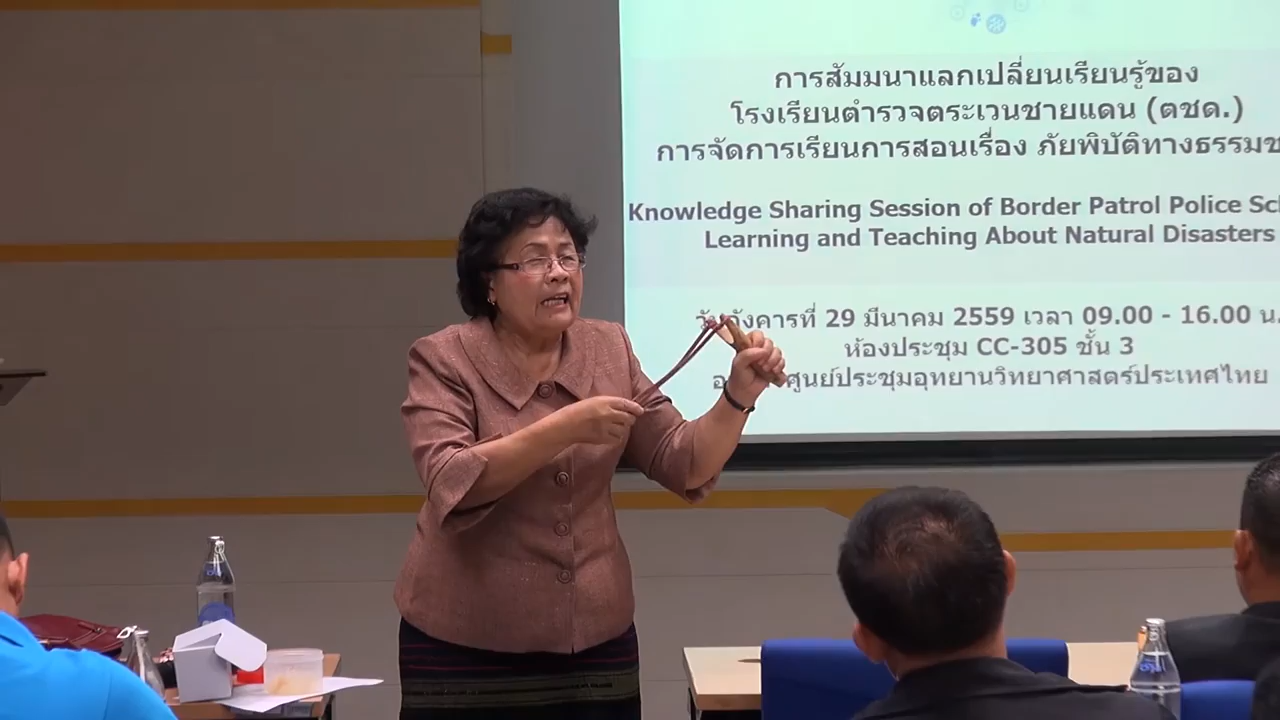 การสัมมนาแลกเปลี่ยนเรียนรู้ของ
โรงเรียนตำรวจตระเวนชายแดน (ตชด.)
การจัดการเรียนการสอนเรื่อง ภัยพิบัติทางธรรมช
Knowledge Sharing Session of Border Patrol Police Sc
Learning and Teaching About Natural Disasters
29 มีนาคม 2559 เวลา 09.00 - 16.00 น.
ห้องประชุม CC-305 ชั้น 3
ศูนย์ประชุมอุทยานวิทยาศาสตร์ประเทศไทย